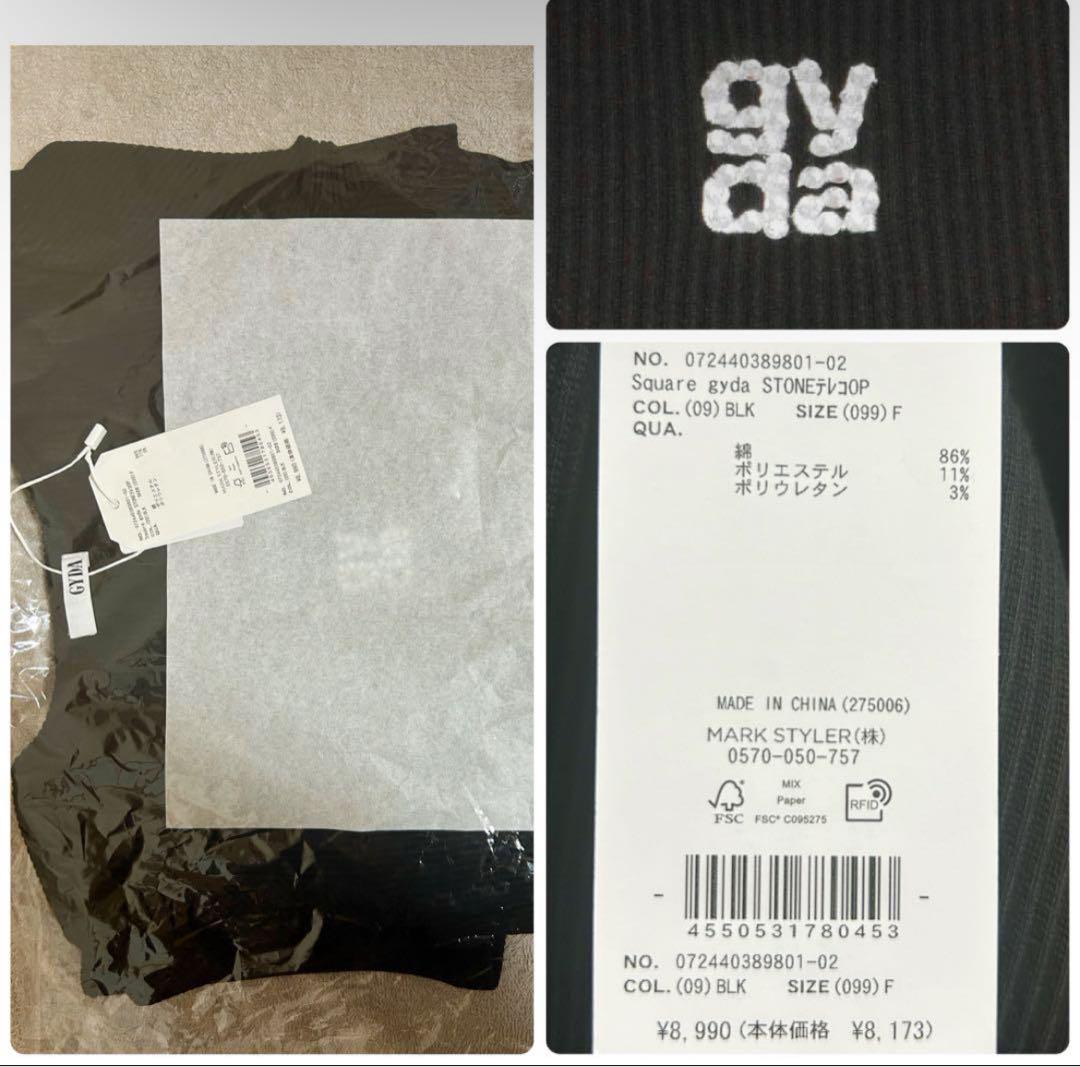 GYDA
gy
da
NO. 072440389801-02
Square gyda STONEテレコOP
COL.(09)BLK SIZE(099)F
QUA.
綿 86%
ポリエステル 11%
ポリウレタン 3%
MADE IN CHINA(275006)
MARK STYLER(株)
0570-050-757
FSC
MIX
Paper
FSC® C095275
RFID
4550531780453
NO. 072440389801-02
COL.(09)BLK SIZE(099)F
¥8,990(本体価格 ¥8,173)